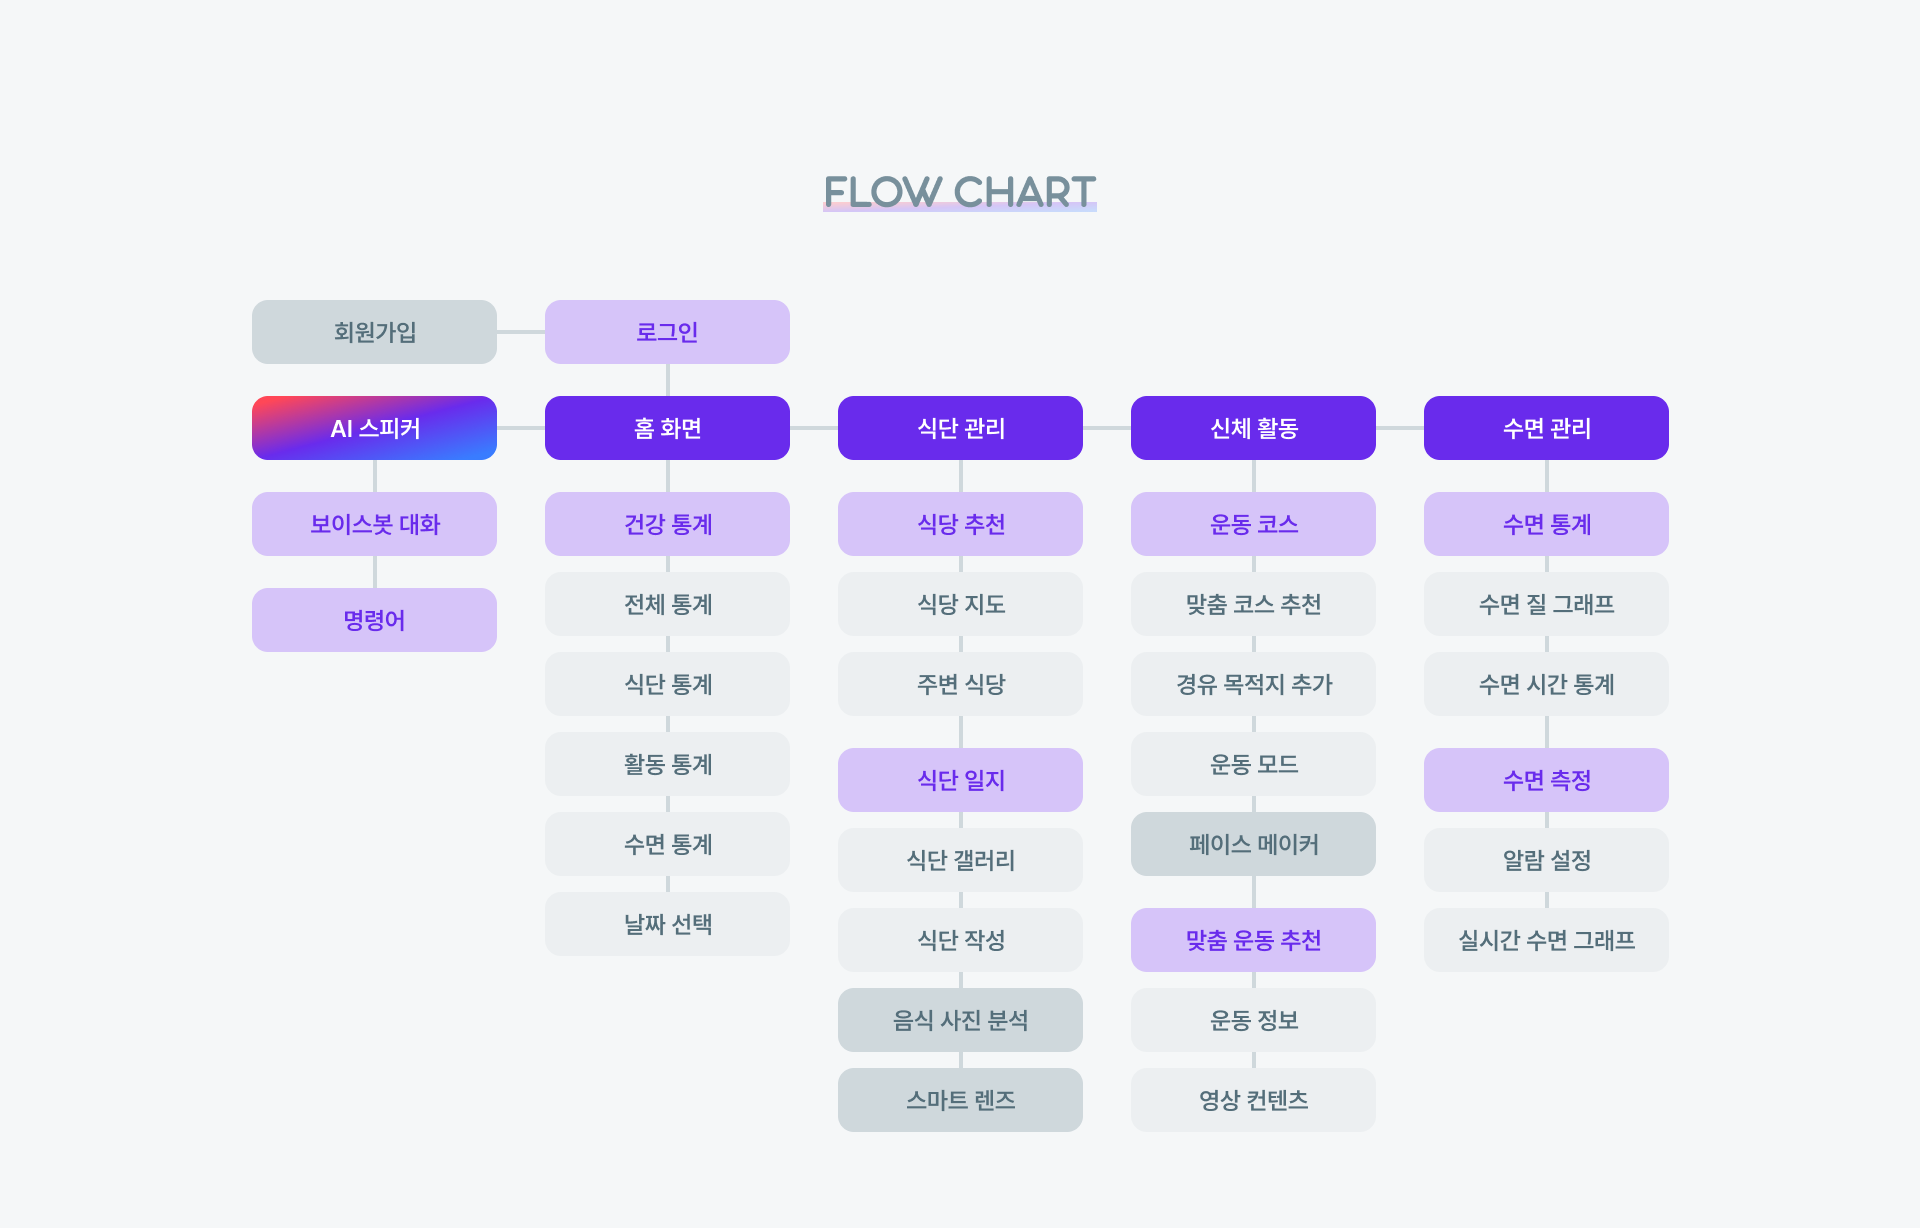 FLOW CHART
회원가입
로그인
AI 스피커
홈 화면
식단 관리
신체 활동
수면 관리
보이스봇 대화
명령어
건강 통계
전체 통계
식단 통계
활동 통계
수면 통계
날짜 선택
식당 추천
식당 지도
주변 식당
식단 일지
식단 갤러리
식단 작성
음식 사진 분석
스마트 렌즈
운동 코스
맞춤 코스 추천
경유 목적지 추가
운동 모드
페이스 메이커
맞춤 운동 추천
운동 정보
영상 컨텐츠
수면 통계
수면 질 그래프
수면 시간 통계
수면 측정
알람 설정
실시간 수면 그래프